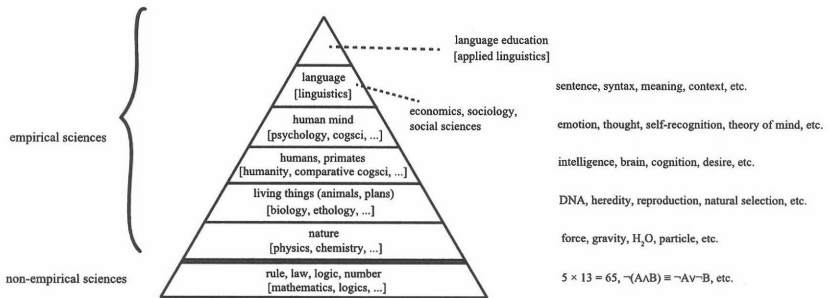 language education
[applied linguistics]
language
[linguistics]
sentence, syntax, meaning, context, etc.
economics, sociology,
social sciences
human mind
[psychology, cogsci, ...]
emotion, thought, self-recognition, theory of mind, etc.
empirical sciences
humans, primates
[humanity, comparative cogsci, ...]
intelligence, brain, cognition, desire, etc.
living things (animals, plans)
[biology, ethology, ...]
DNA, heredity, reproduction, natural selection, etc.
nature
[physics, chemistry, ...]
force, gravity, H₂O, particle, etc.
non-empirical sciences
rule, law, logic, number
[mathematics, logics, ...]
5 × 13 = 65, ¬(A∧B) ≡ ¬A∨¬B, etc.